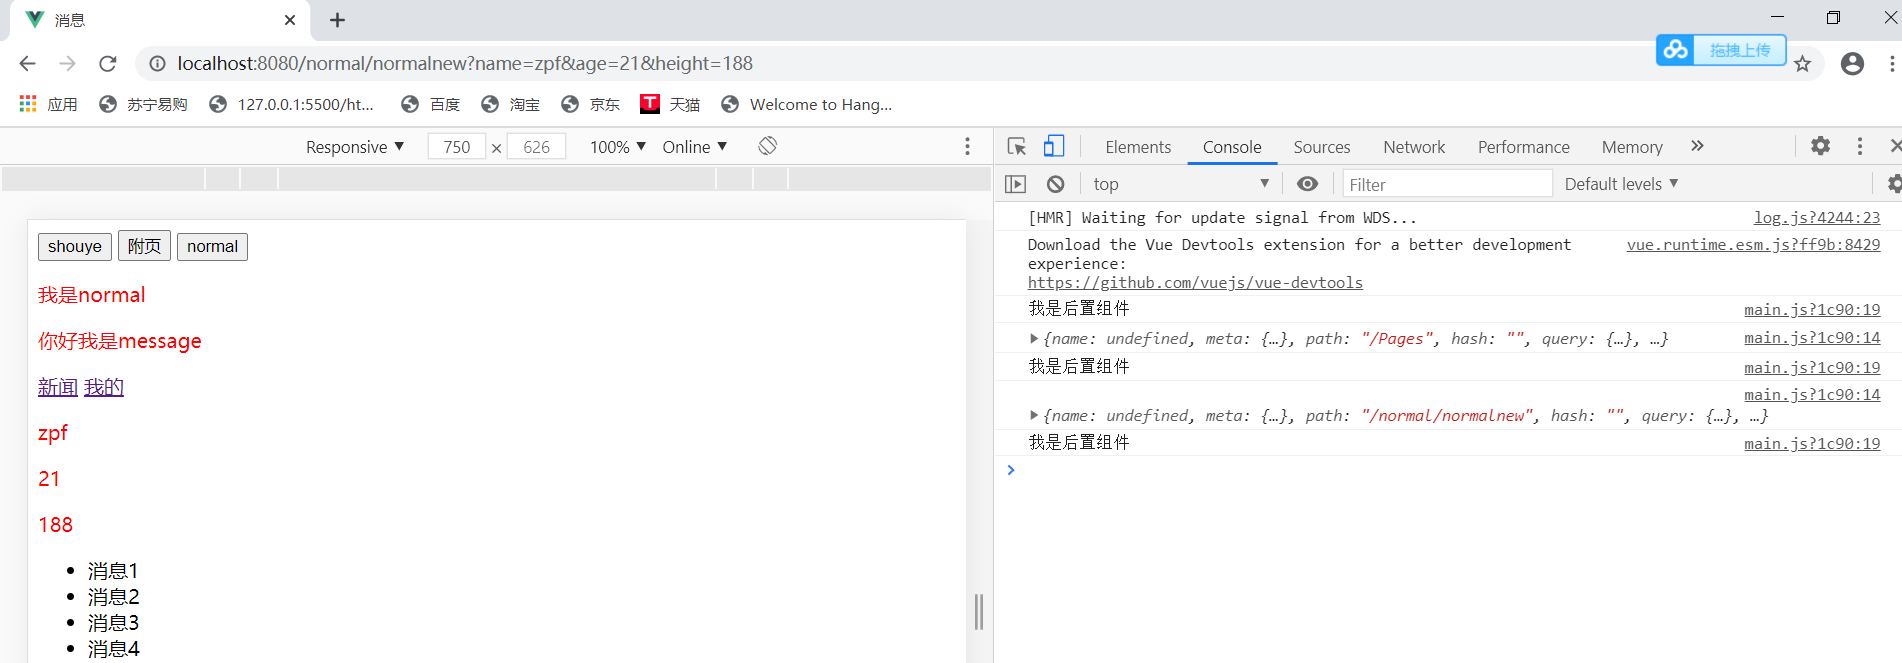 消息
localhost:8080/normal/normalnew?name=zpf&age=21&height=188
拖拽上传
应用 苏宁易购 127.0.0.1:5500/ht... 百度 淘宝 京东 T 天猫 Welcome to Hang...
Responsive ▼ 750 × 626 100% ▼ Online ▼
Elements Console Sources Network Performance Memory »
top ▼ Filter Default levels ▼
shouye 附页 normal
我是normal
你好我是message
新闻 我的
zpf
21
188
• 消息1
• 消息2
• 消息3
• 消息4
[HMR] Waiting for update signal from WDS... log.js?4244:23
Download the Vue Devtools extension for a better development vue.runtime.esm.js?ff9b:8429
experience:
https://github.com/vuejs/vue-devtools
我是后置组件 main.js?1c90:19
▶{name: undefined, meta: {…}, path: "/Pages", hash: "", query: {…}, …} main.js?1c90:14
我是后置组件 main.js?1c90:19
main.js?1c90:14
▶{name: undefined, meta: {…}, path: "/normal/normalnew", hash: "", query: {…}, …}
我是后置组件 main.js?1c90:19
>